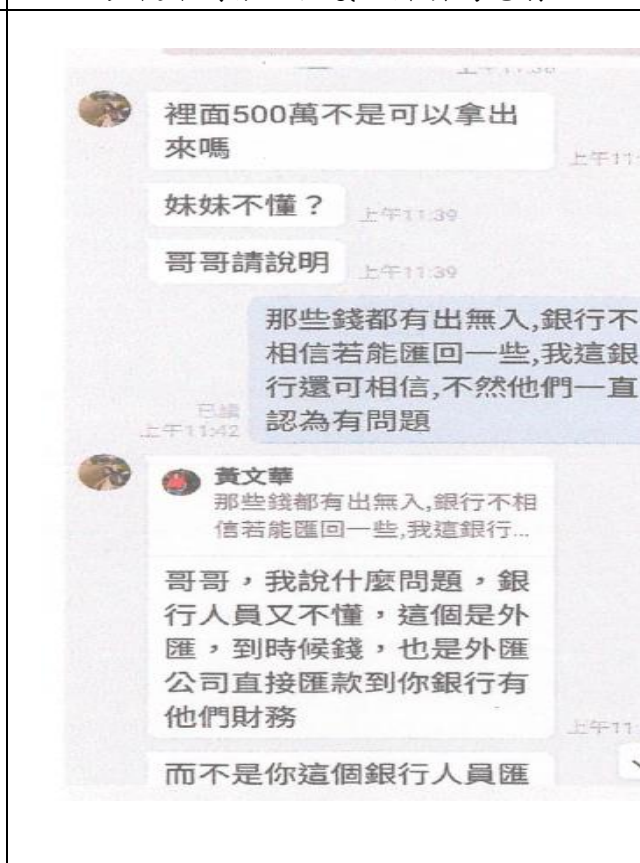 裡面500萬不是可以拿出
來嗎
妹妹不懂？
上午11:39
哥哥請說明
上午11:39
那些錢都有出無入,銀行不
相信若能匯回一些,我這銀
行還可相信,不然他們一直
認為有問題
已讀
上午11:42
黃文華
那些錢都有出無入,銀行不相
信若能匯回一些,我這銀行...
哥哥，我說什麼問題，銀
行人員又不懂，這個是外
匯，到時候錢，也是外匯
公司直接匯款到你銀行有
他們財務
上午11
而不是你這個銀行人員匯